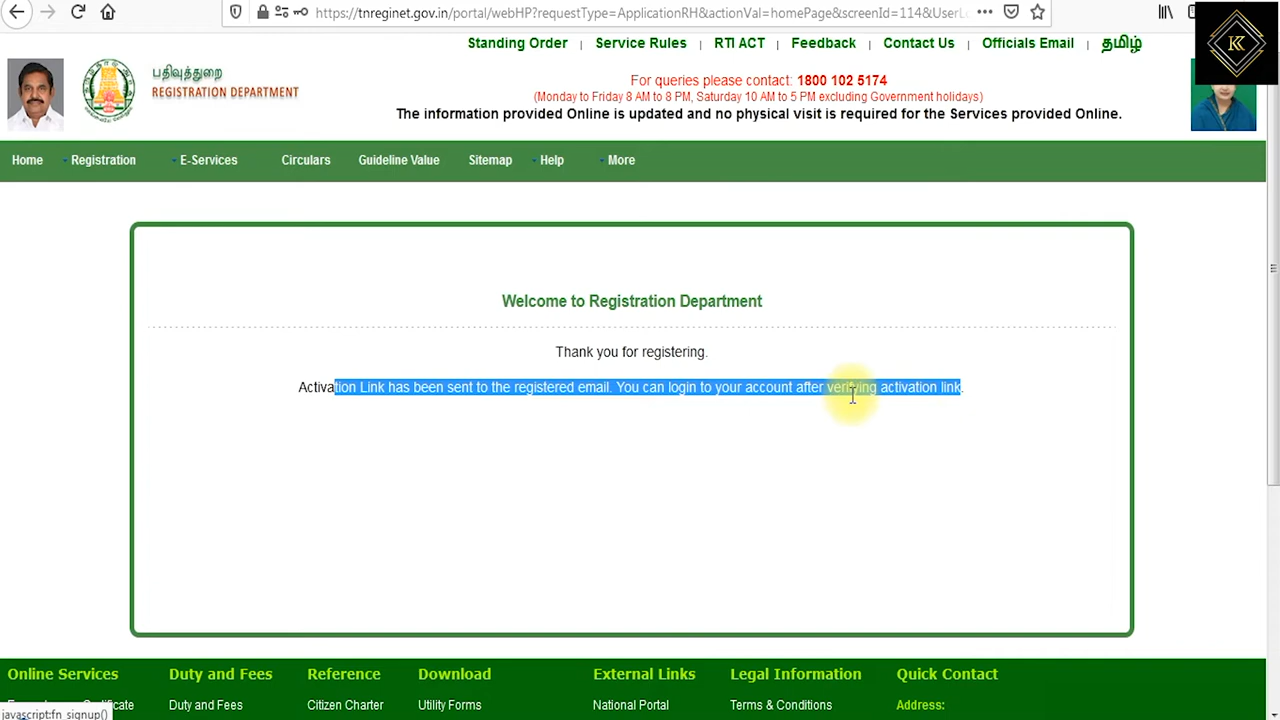 https://tnreginet.gov.in/portal/webHP?requestType=ApplicationRH&actionVal=homePage&screenId=114&UserL
Standing Order | Service Rules | RTI ACT | Feedback | Contact Us | Officials Email | தமிழ்
K
பதிவுத்துறை
REGISTRATION DEPARTMENT
For queries please contact: 1800 102 5174
(Monday to Friday 8 AM to 8 PM, Saturday 10 AM to 5 PM excluding Government holidays)
The information provided Online is updated and no physical visit is required for the Services provided Online.
Home Registration E-Services Circulars Guideline Value Sitemap Help More
Welcome to Registration Department
Thank you for registering.
Activation Link has been sent to the registered email. You can login to your account after verifying activation link.
Online Services Duty and Fees Reference Download External Links Legal Information Quick Contact
Duty and Fees Citizen Charter Utility Forms National Portal Terms & Conditions Address:
javascript:fn_signup()